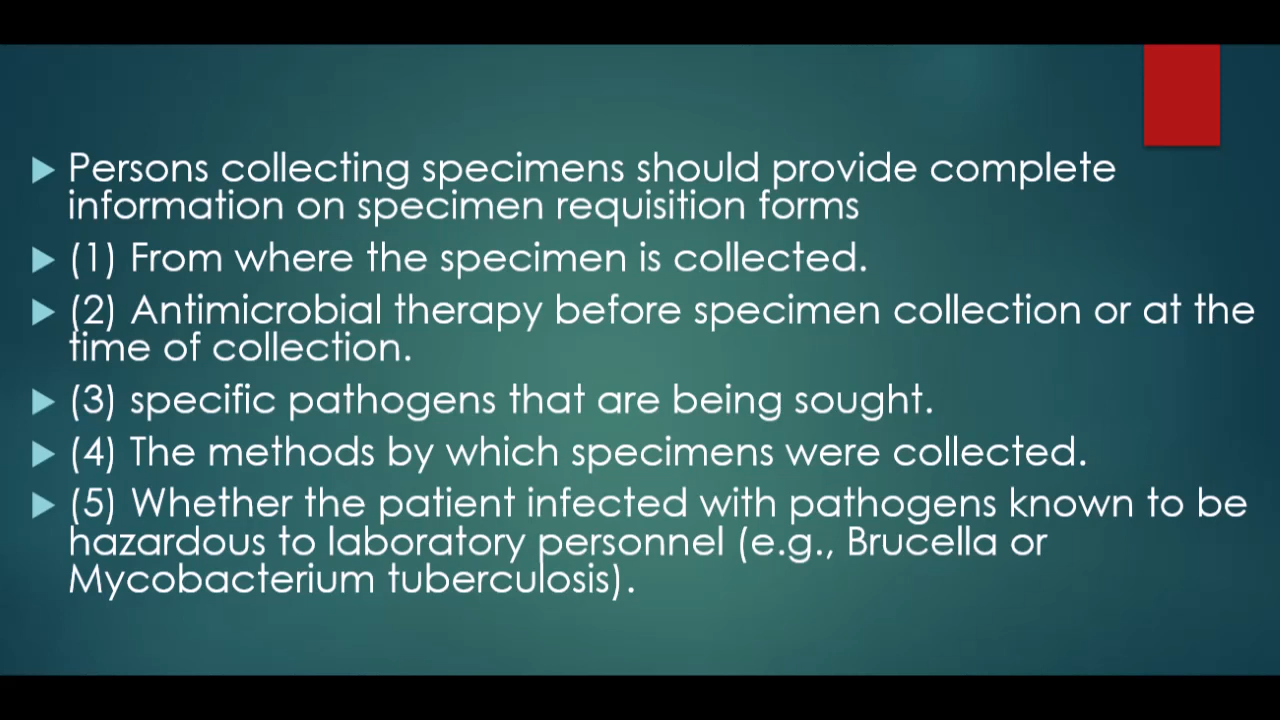 Persons collecting specimens should provide complete
information on specimen requisition forms
(1) From where the specimen is collected.
(2) Antimicrobial therapy before specimen collection or at the
time of collection.
(3) specific pathogens that are being sought.
(4) The methods by which specimens were collected.
(5) Whether the patient infected with pathogens known to be
hazardous to laboratory personnel (e.g., Brucella or
Mycobacterium tuberculosis).